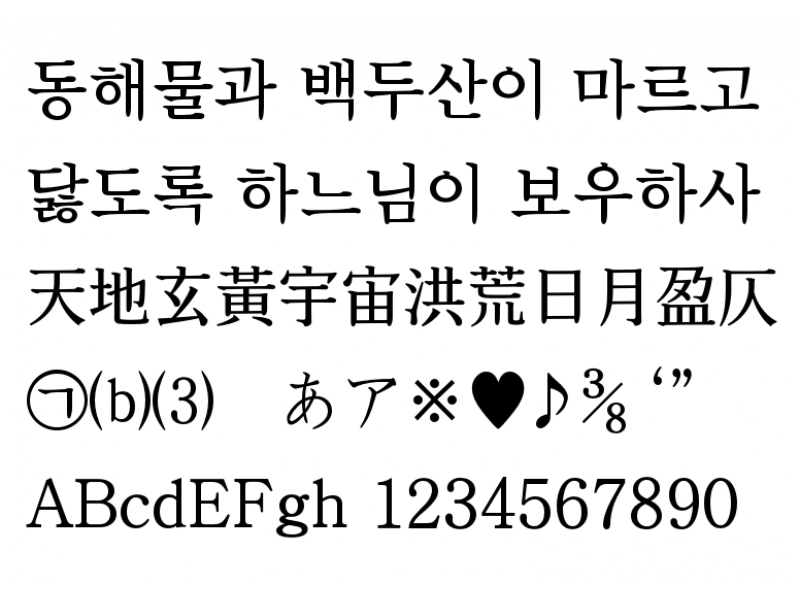 동해물과 백두산이 마르고
닳도록 하느님이 보우하사
天地玄黃宇宙洪荒日月盈仄
㉠⒝⑶　あア※♥♪⅜ ‘”
ABcdEFgh 1234567890